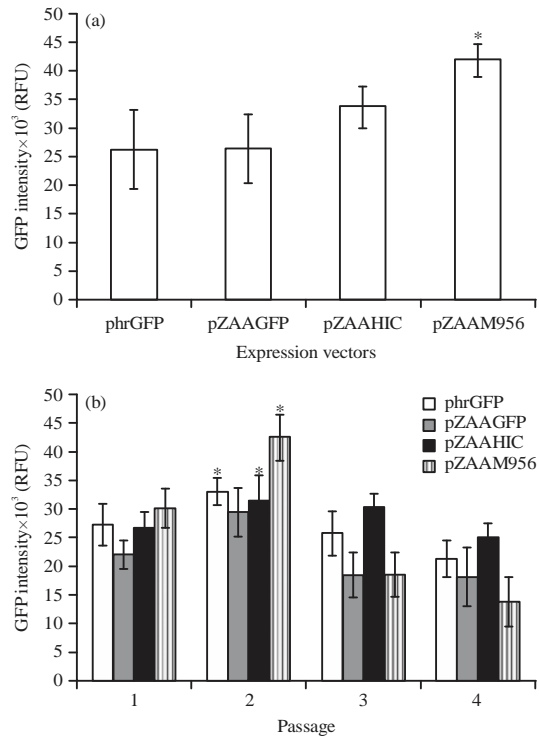 (a)
GFP intensity×10³ (RFU)
50
45
40
35
30
25
20
15
10
5
0
*
phrGFP pZAAGFP pZAAHIC pZAAM956
Expression vectors
(b)
GFP intensity×10³ (RFU)
50
45
40
35
30
25
20
15
10
5
0
phrGFP
pZAAGFP
pZAAHIC
pZAAM956
* * *
1 2 3 4
Passage